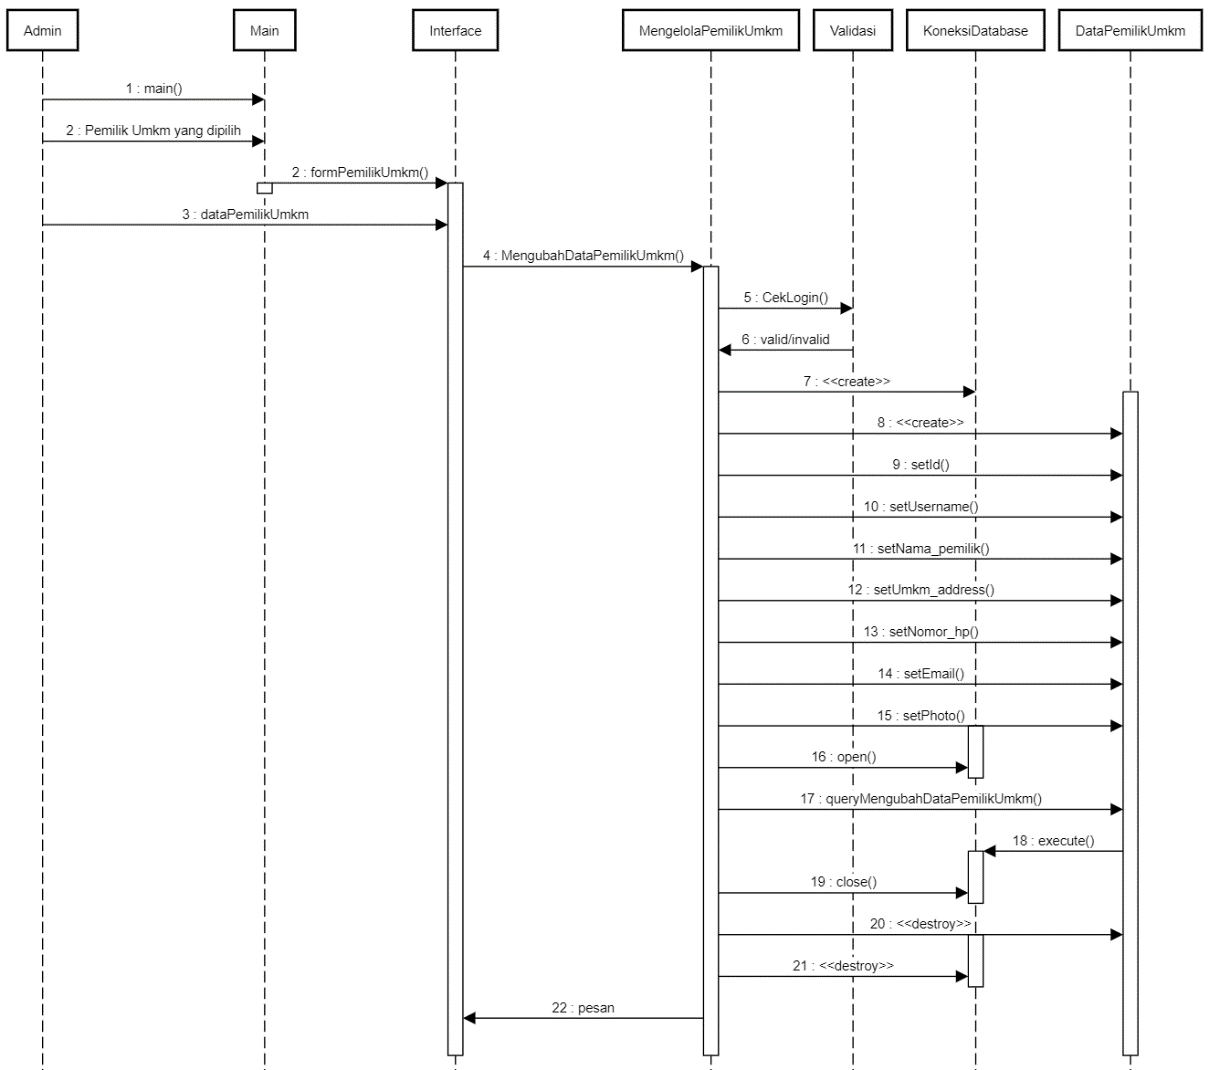 Admin
Main
Interface
MengelolaPemilikUmkm
Validasi
KoneksiDatabase
DataPemilikUmkm
1 : main()
2 : Pemilik Umkm yang dipilih
2 : formPemilikUmkm()
3 : dataPemilikUmkm
4 : MengubahDataPemilikUmkm()
5 : CekLogin()
6 : valid/invalid
7 : <<create>>
8 : <<create>>
9 : setId()
10 : setUsername()
11 : setNama_pemilik()
12 : setUmkm_address()
13 : setNomor_hp()
14 : setEmail()
15 : setPhoto()
16 : open()
17 : queryMengubahDataPemilikUmkm()
18 : execute()
19 : close()
20 : <<destroy>>
21 : <<destroy>>
22 : pesan